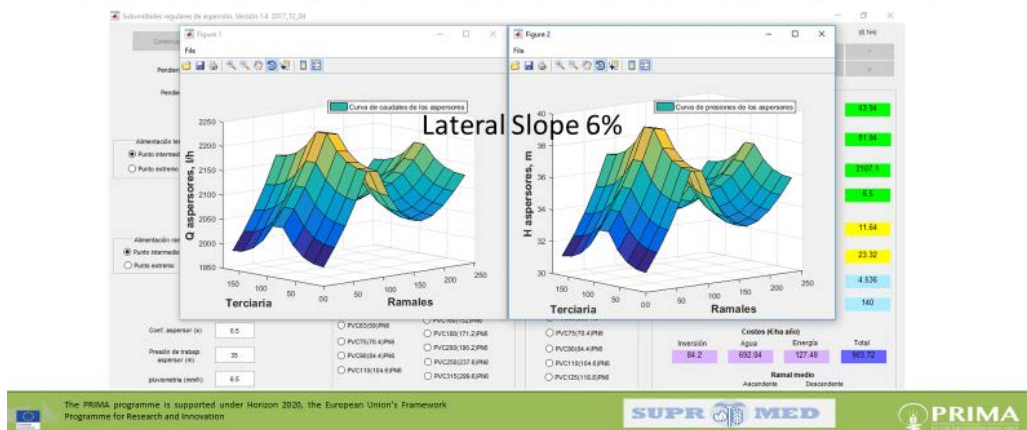 Subunidades regulares de aspersión. Versión 1.4 2017_12_04
(0.1m)
Figure 1
File
Curva de caudales de los aspersores
2250
2200
2150
2100
2050
2000
1950
Q aspersores, l/h
150
100
50
0
Terciaria
0
50
100
150
200
250
Ramales
Figure 2
File
Curva de presiones de los aspersores
40
38
36
34
32
30
H aspersores, m
150
100
50
0
Terciaria
0
50
100
150
200
250
Ramales
Lateral Slope 6%
Alimentación
Punto intermedio
Punto extremo
Alimentación
Punto intermedio
Punto extremo
43.94
81.94
2107.1
6.5
11.64
23.32
4.536
140
Coef. aspersor (x) 0.5
Presión de trabajo aspersor (m) 35
pluviometría (mm/h) 6.5
PVC63(59)PN6
PVC75(70.4)PN6
PVC90(84.4)PN6
PVC110(104.6)PN6
PVC160(152)PN6
PVC180(171.2)PN6
PVC200(190.2)PN6
PVC250(237.6)PN6
PVC315(299.6)PN6
PVC75(70.4)PN6
PVC90(84.4)PN6
PVC110(104.6)PN6
PVC125(118.8)PN6
Costos (€/ha año)
Inversión Agua Energía Total
84.2 692.04 127.48 903.72
Ramal medio
Ascendente Descendente
The PRIMA programme is supported under Horizon 2020, the European Union's Framework
Programme for Research and Innovation
SUPR MED
PRIMA